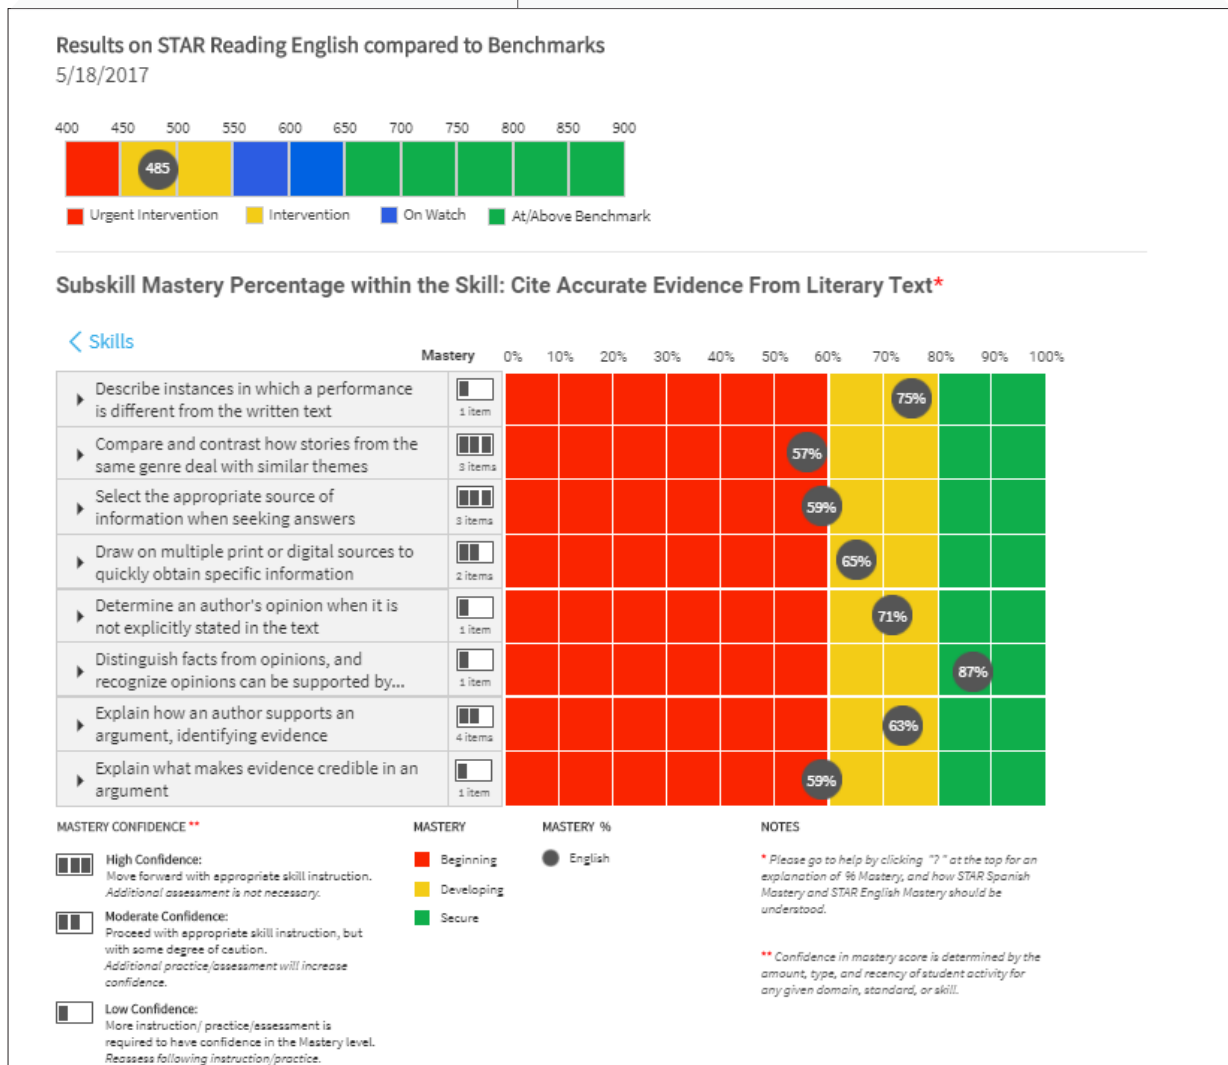 Results on STAR Reading English compared to Benchmarks
5/18/2017
400 450 500 550 600 650 700 750 800 850 900
485
Urgent Intervention Intervention On Watch At/Above Benchmark
Subskill Mastery Percentage within the Skill: Cite Accurate Evidence From Literary Text*
Skills
Mastery 0% 10% 20% 30% 40% 50% 60% 70% 80% 90% 100%
Describe instances in which a performance
is different from the written text
1 item
75%
Compare and contrast how stories from the
same genre deal with similar themes
3 items
57%
Select the appropriate source of
information when seeking answers
3 items
59%
Draw on multiple print or digital sources to
quickly obtain specific information
2 items
65%
Determine an author's opinion when it is
not explicitly stated in the text
1 item
71%
Distinguish facts from opinions, and
recognize opinions can be supported by...
1 item
87%
Explain how an author supports an
argument, identifying evidence
4 items
63%
Explain what makes evidence credible in an
argument
1 item
59%
MASTERY CONFIDENCE **
High Confidence:
Move forward with appropriate skill instruction.
Additional assessment is not necessary.
Moderate Confidence:
Proceed with appropriate skill instruction, but
with some degree of caution.
Additional practice/assessment will increase
confidence.
Low Confidence:
More instruction/ practice/assessment is
required to have confidence in the Mastery level.
Reassess following instruction/practice.
MASTERY
Beginning
Developing
Secure
MASTERY %
English
NOTES
* Please go to help by clicking "?" at the top for an
explanation of % Mastery, and how STAR Spanish
Mastery and STAR English Mastery should be
understood.
** Confidence in mastery score is determined by the
amount, type, and recency of student activity for
any given domain, standard, or skill.